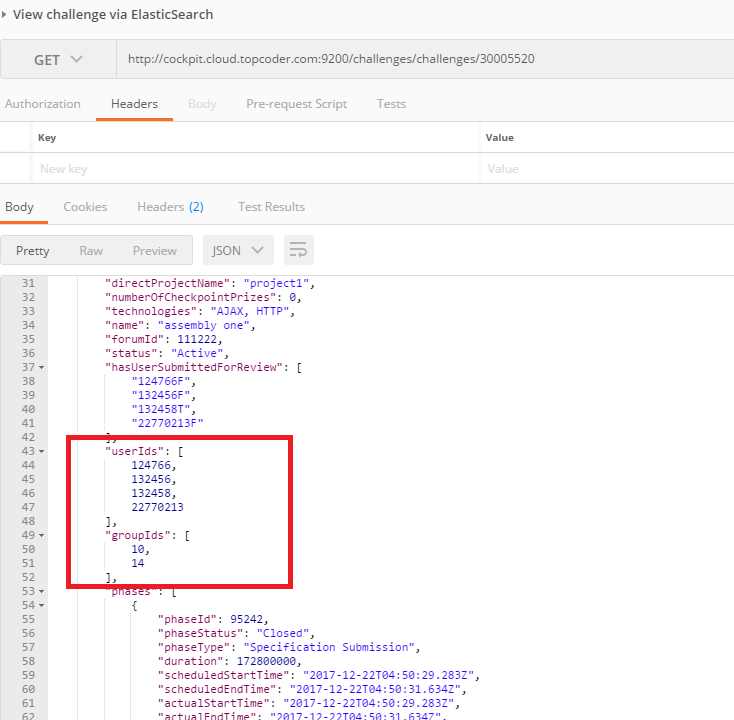 View challenge via ElasticSearch
GET http://cockpit.cloud.topcoder.com:9200/challenges/challenges/30005520
Authorization Headers Body Pre-request Script Tests
Key Value
New key Value
Body Cookies Headers (2) Test Results
Pretty Raw Preview JSON
31 "directProjectName": "project1",
32 "numberOfCheckpointPrizes": 0,
33 "technologies": "AJAX, HTTP",
34 "name": "assembly one",
35 "forumId": 111222,
36 "status": "Active",
37 "hasUserSubmittedForReview": [
38 "124766F",
39 "132456F",
40 "132458T",
41 "22770213F"
42 ],
43 "userIds": [
44 124766,
45 132456,
46 132458,
47 22770213
48 ],
49 "groupIds": [
50 10,
51 14
52 ],
53 "phases": [
54 {
55 "phaseId": 95242,
56 "phaseStatus": "Closed",
57 "phaseType": "Specification Submission",
58 "duration": 172800000,
59 "scheduledStartTime": "2017-12-22T04:50:29.283Z",
60 "scheduledEndTime": "2017-12-22T04:50:31.634Z",
61 "actualStartTime": "2017-12-22T04:50:29.283Z",
62 "actualEndTime": "2017-12-22T04:50:31.634Z",